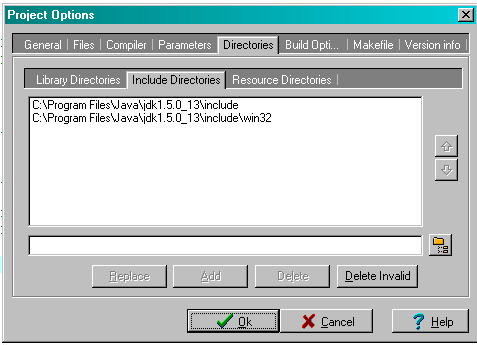 Project Options
General Files Compiler Parameters Directories Build Opti... Makefile Version info
Library Directories Include Directories Resource Directories
C:\Program Files\Java\jdk1.5.0_13\include
C:\Program Files\Java\jdk1.5.0_13\include\win32
Replace Add Delete Delete Invalid
Ok Cancel Help